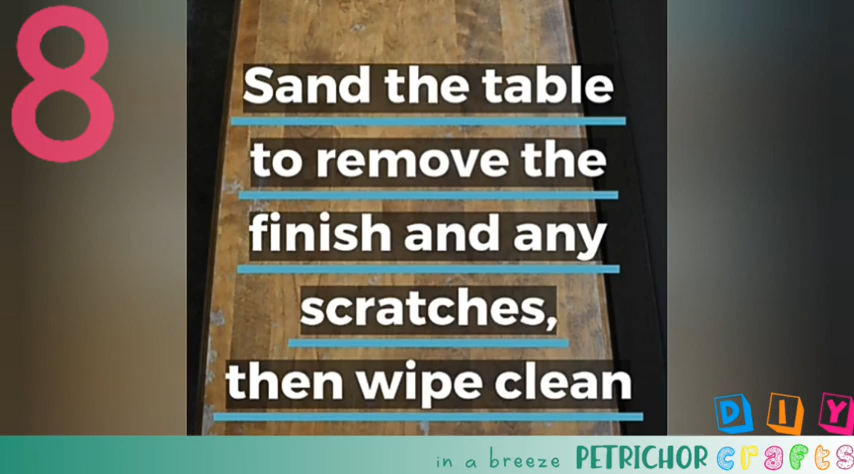 8
Sand the table
to remove the
finish and any
scratches,
then wipe clean
DIY
in a breeze PETRICHOR crafts